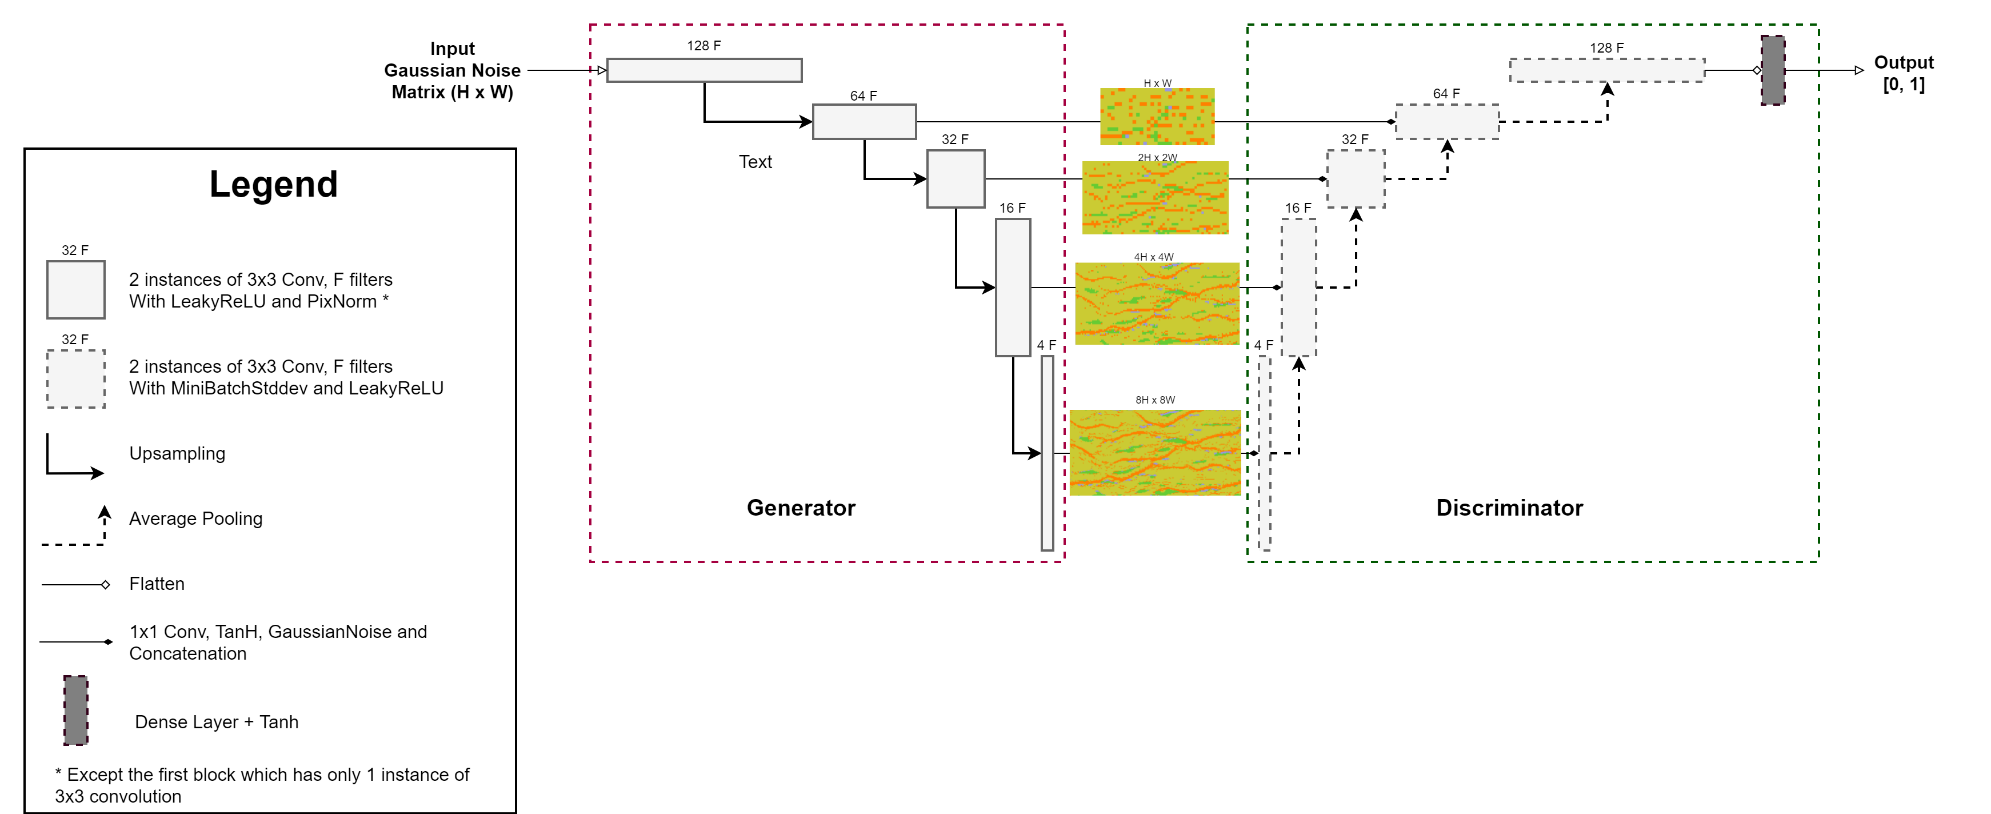 Input
Gaussian Noise
Matrix (H x W)
128 F
64 F
32 F
16 F
4 F
Text
Generator
H x W
2H x 2W
4H x 4W
8H x 8W
128 F
64 F
32 F
16 F
4 F
Discriminator
Output
[0, 1]
Legend
32 F
2 instances of 3x3 Conv, F filters
With LeakyReLU and PixNorm *
32 F
2 instances of 3x3 Conv, F filters
With MiniBatchStddev and LeakyReLU
Upsampling
Average Pooling
Flatten
1x1 Conv, TanH, GaussianNoise and
Concatenation
Dense Layer + Tanh
* Except the first block which has only 1 instance of
3x3 convolution